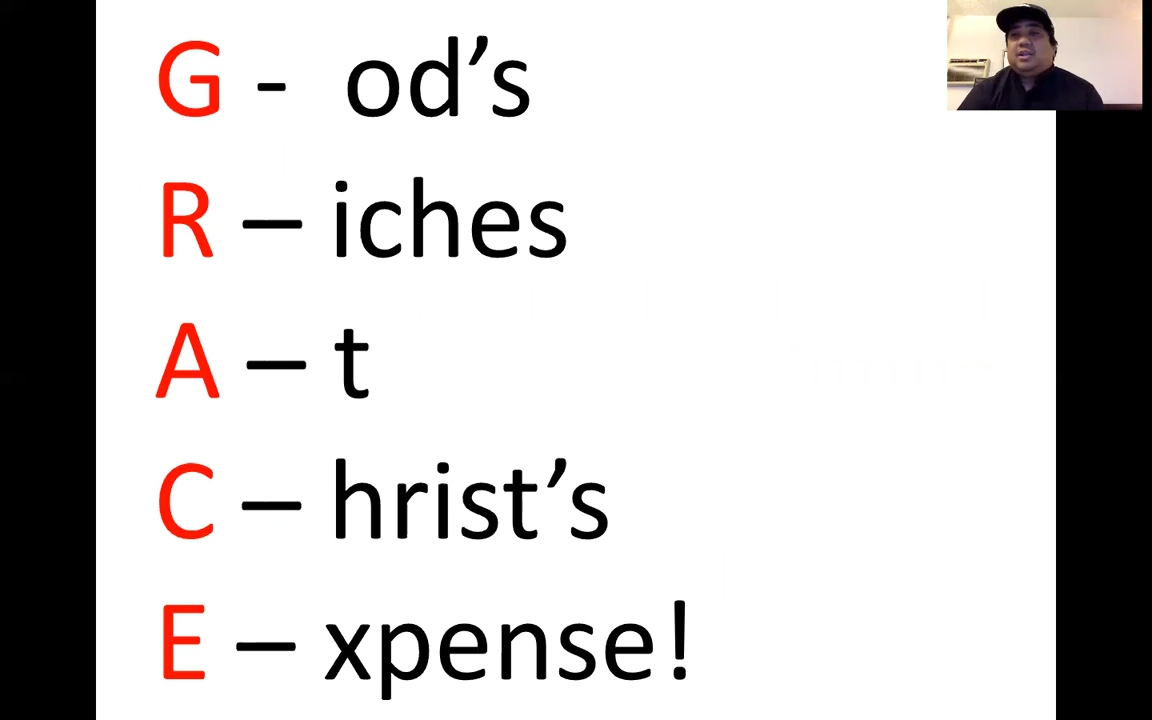 G - od’s
R – iches
A – t
C – hrist’s
E – xpense!